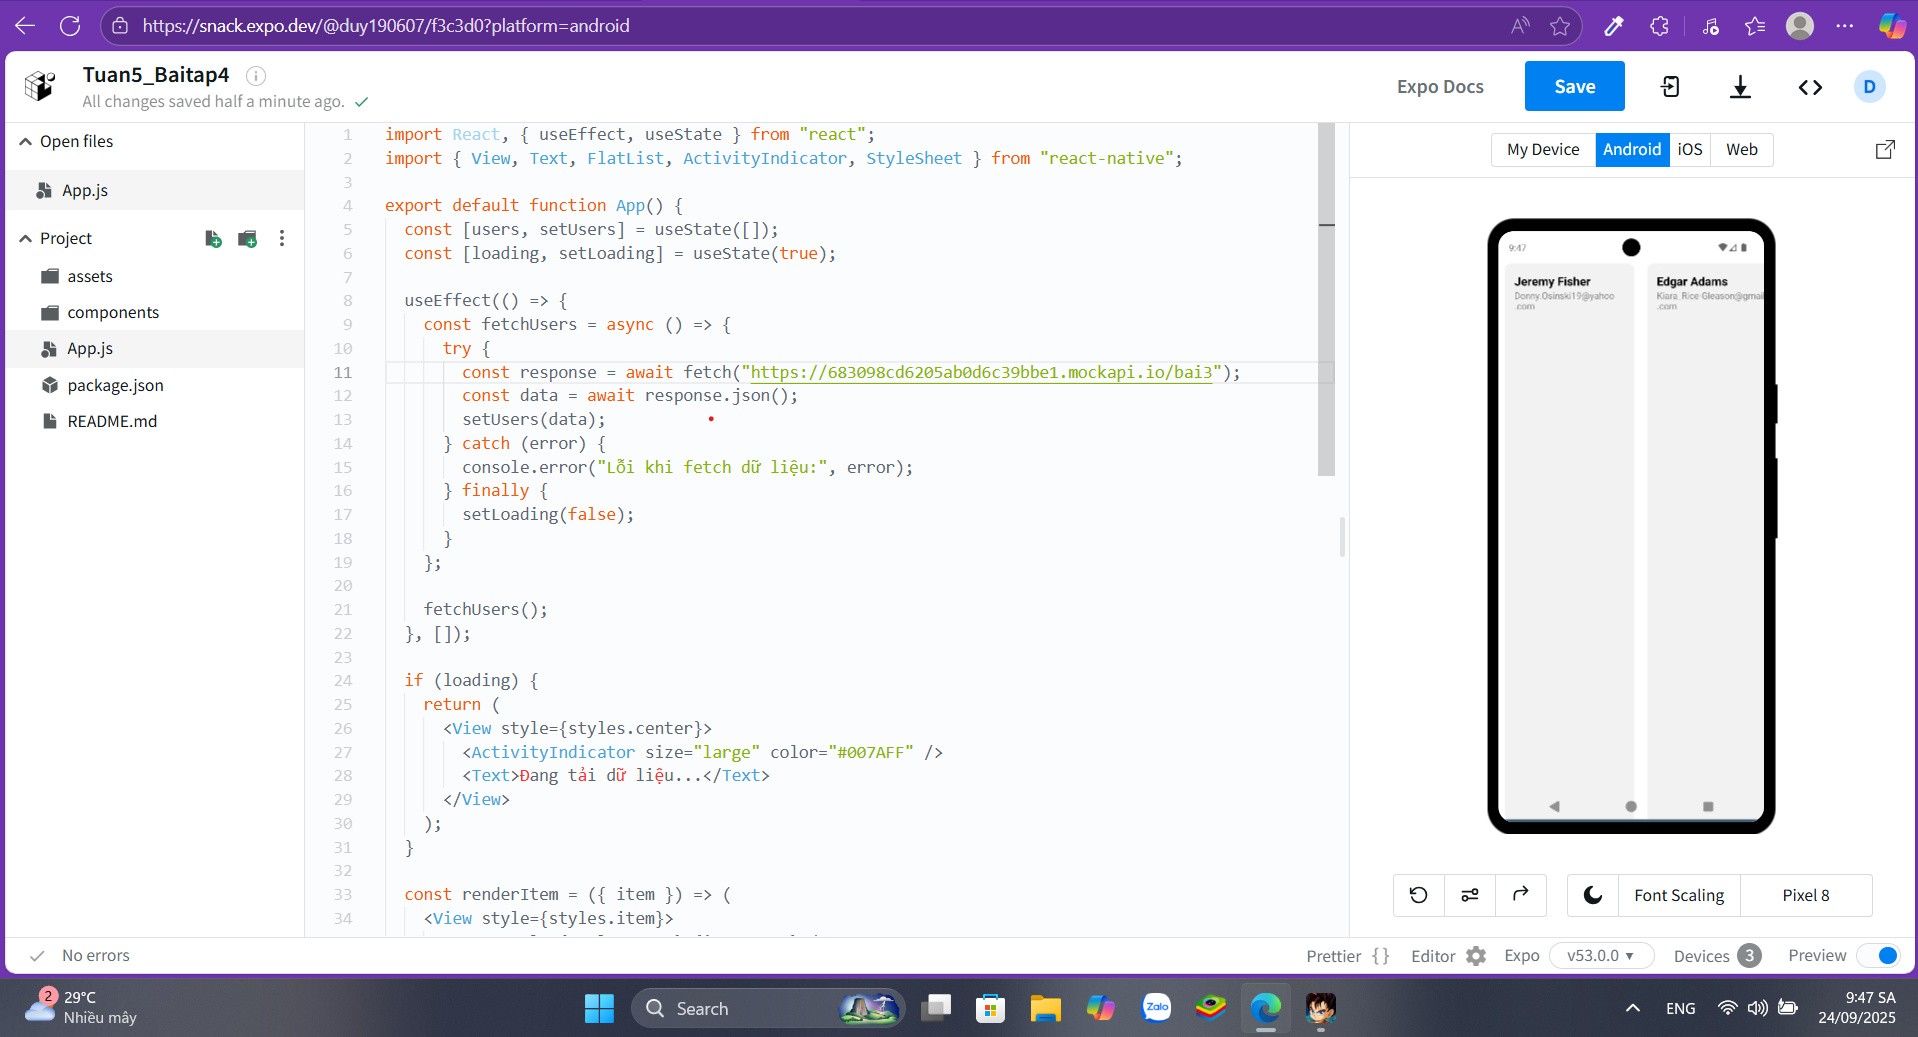 https://snack.expo.dev/@duy190607/f3c3d0?platform=android
Tuan5_Baitap4
All changes saved half a minute ago.
Expo Docs
Save
D
Open files
App.js
Project
assets
components
App.js
package.json
README.md
1 import React, { useEffect, useState } from "react";
2 import { View, Text, FlatList, ActivityIndicator, StyleSheet } from "react-native";
3
4 export default function App() {
5 const [users, setUsers] = useState([]);
6 const [loading, setLoading] = useState(true);
7
8 useEffect(() => {
9 const fetchUsers = async () => {
10 try {
11 const response = await fetch("https://683098cd6205ab0d6c39bbe1.mockapi.io/bai3");
12 const data = await response.json();
13 setUsers(data);
14 } catch (error) {
15 console.error("Lỗi khi fetch dữ liệu:", error);
16 } finally {
17 setLoading(false);
18 }
19 };
20
21 fetchUsers();
22 }, []);
23
24 if (loading) {
25 return (
26 <View style={styles.center}>
27 <ActivityIndicator size="large" color="#007AFF" />
28 <Text>Đang tải dữ liệu...</Text>
29 </View>
30 );
31 }
32
33 const renderItem = ({ item }) => (
34 <View style={styles.item}>
My Device
Android
iOS
Web
9:47
Jeremy Fisher
Donny.Osinski19@yahoo
.com
Edgar Adams
Kiara_Rice-Gleason@gmail
.com
Font Scaling
Pixel 8
No errors
Prettier {}
Editor
Expo
v53.0.0
Devices 3
Preview
2
29°C
Nhiều mây
Search
Zalo
ENG
9:47 SA
24/09/2025